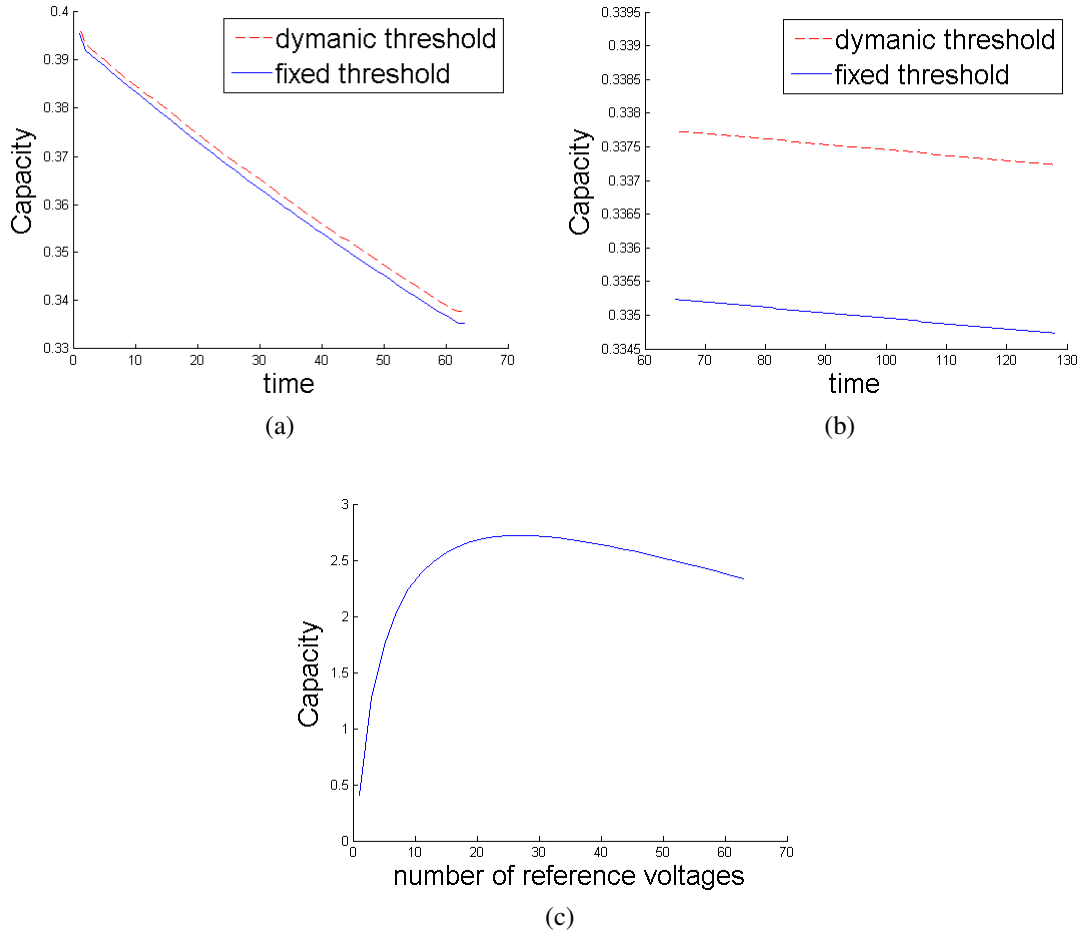 0.4
0.39
0.38
0.37
0.36
0.35
0.34
0.33
Capacity
dymanic threshold
fixed threshold
0 10 20 30 40 50 60 70
time
(a)
0.3395
0.339
0.3385
0.338
0.3375
0.337
0.3365
0.336
0.3355
0.335
0.3345
Capacity
dymanic threshold
fixed threshold
60 70 80 90 100 110 120 130
time
(b)
3
2.5
2
1.5
1
0.5
0
Capacity
0 10 20 30 40 50 60 70
number of reference voltages
(c)